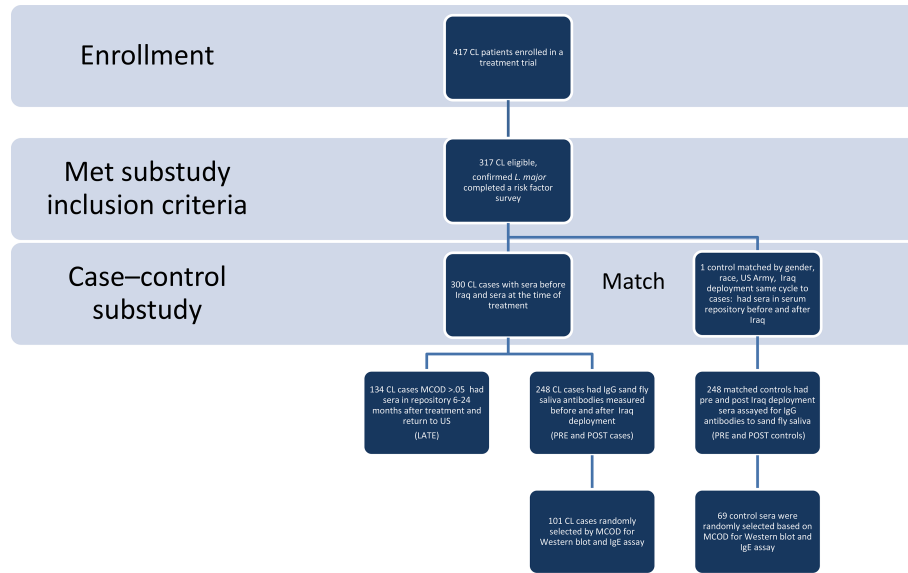 Enrollment
417 CL patients enrolled in a
treatment trial
Met substudy
inclusion criteria
317 CL eligible,
confirmed L. major
completed a risk factor
survey
Case–control
substudy
300 CL cases with sera before
Iraq and sera at the time of
treatment
Match
1 control matched by gender,
race, US Army, Iraq
deployment same cycle to
cases: had sera in serum
repository before and after
Iraq
134 CL cases MCOD >.05 had
sera in repository 6-24
months after treatment and
return to US
(LATE)
248 CL cases had IgG sand fly
saliva antibodies measured
before and after Iraq
deployment
(PRE and POST cases)
248 matched controls had
pre and post Iraq deployment
sera assayed for IgG
antibodies to sand fly saliva
(PRE and POST controls)
101 CL cases randomly
selected by MCOD for
Western blot and IgE assay
69 control sera were
randomly selected based on
MCOD for Western blot and
IgE assay